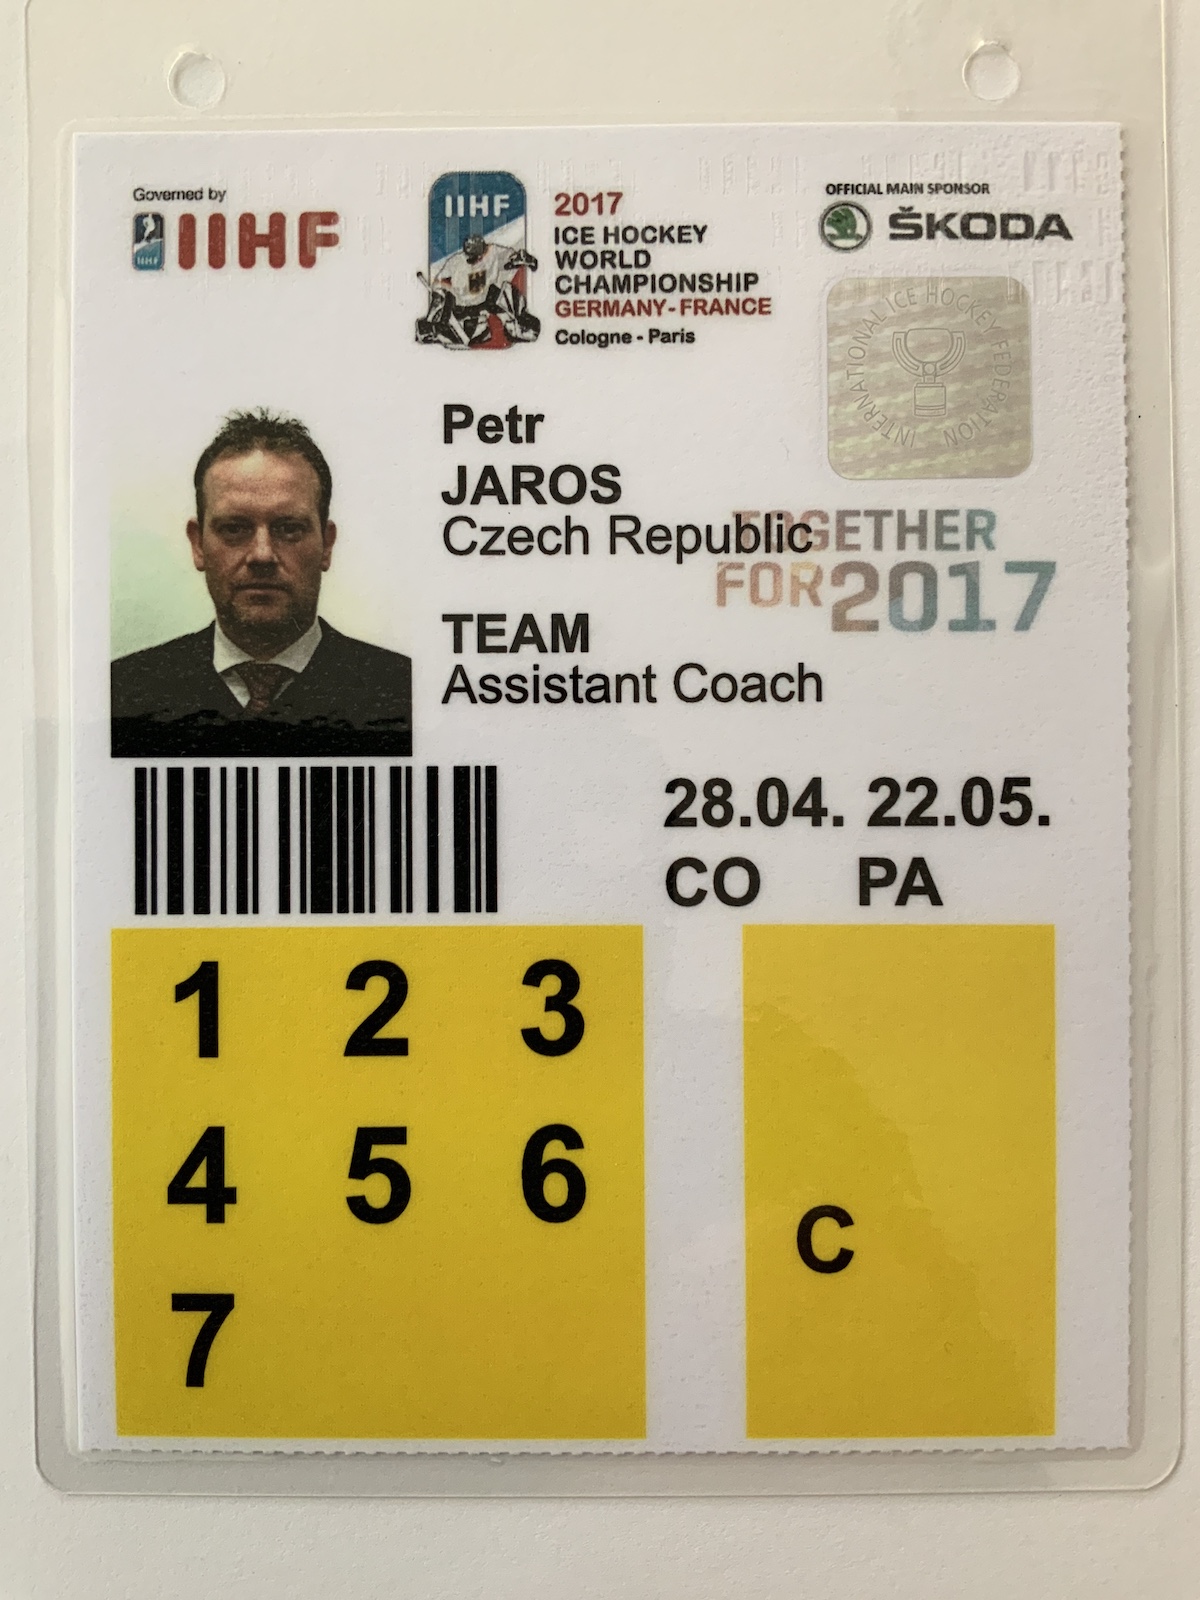 Governed by
IIHF
IIHF
IIHF
2017
ICE HOCKEY
WORLD
CHAMPIONSHIP
GERMANY - FRANCE
Cologne - Paris
OFFICIAL MAIN SPONSOR
ŠKODA
INTERNATIONAL ICE HOCKEY FEDERATION
Petr
JAROS
Czech Republic
TOGETHER
FOR 2017
TEAM
Assistant Coach
28.04. 22.05.
CO PA
1 2 3
4 5 6
7
C